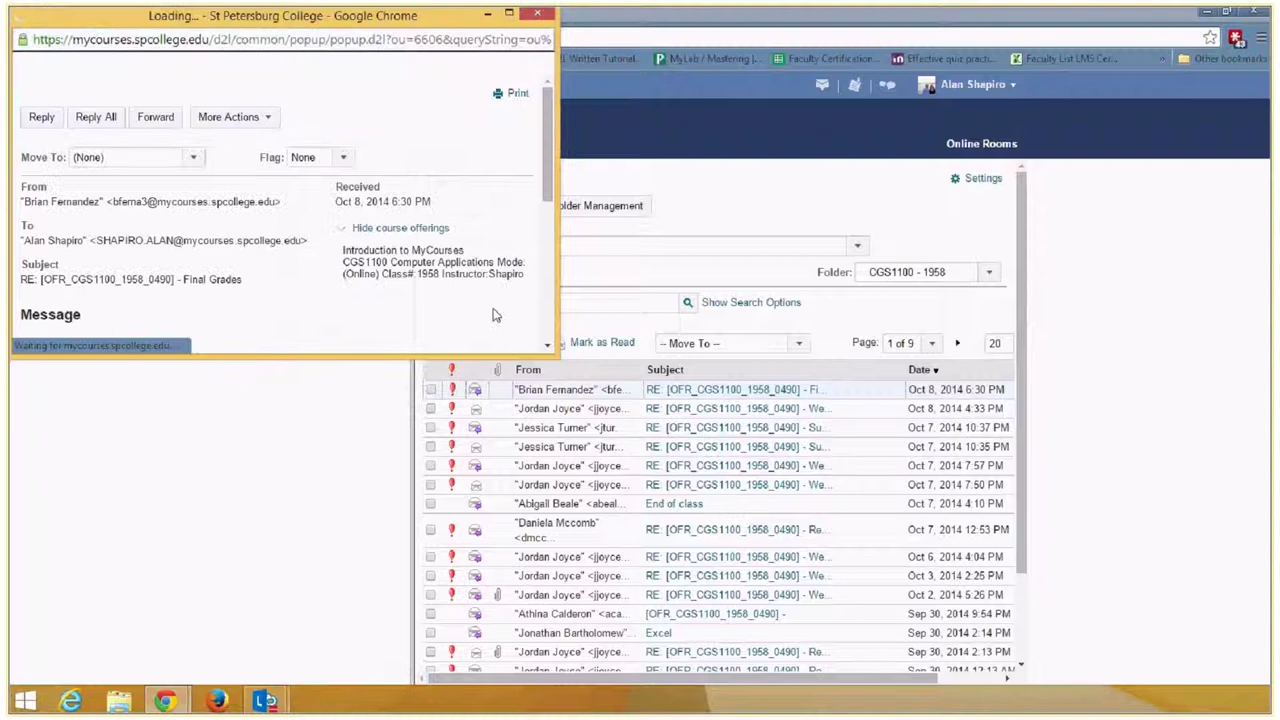 Loading... - St Petersburg College - Google Chrome
https://mycourses.spcollege.edu/d2l/common/popup/popup.d2l?ou=6606&queryString=ou%
Print
Reply Reply All Forward More Actions
Move To: (None) Flag: None
From Received
"Brian Fernandez" <bferna3@mycourses.spcollege.edu> Oct 8, 2014 6:30 PM
To Hide course offerings
"Alan Shapiro" <SHAPIRO.ALAN@mycourses.spcollege.edu>
Introduction to MyCourses
CGS1100 Computer Applications Mode:
(Online) Class#:1958 Instructor:Shapiro
Subject
RE: [OFR_CGS1100_1958_0490] - Final Grades
Message
Waiting for mycourses.spcollege.edu...
43
Written Tutorial... MyLab / Mastering |... Faculty Certification... Effective quiz practi... Faculty List LMS Cer... » Other bookmarks
Alan Shapiro
Online Rooms
Settings
older Management
Folder: CGS1100 - 1958
Show Search Options
Mark as Read -- Move To -- Page: 1 of 9 20
From Subject Date
"Brian Fernandez" <bfe... RE: [OFR_CGS1100_1958_0490] - Fi... Oct 8, 2014 6:30 PM
"Jordan Joyce" <jjoyce... RE: [OFR_CGS1100_1958_0490] - We... Oct 8, 2014 4:33 PM
"Jessica Turner" <jtur... RE: [OFR_CGS1100_1958_0490] - Su... Oct 7, 2014 10:37 PM
"Jessica Turner" <jtur... RE: [OFR_CGS1100_1958_0490] - Su... Oct 7, 2014 10:35 PM
"Jordan Joyce" <jjoyce... RE: [OFR_CGS1100_1958_0490] - We... Oct 7, 2014 7:57 PM
"Jordan Joyce" <jjoyce... RE: [OFR_CGS1100_1958_0490] - We... Oct 7, 2014 7:50 PM
"Abigail Beale" <abeal... End of class Oct 7, 2014 4:10 PM
"Daniela Mccomb" <dmcc... RE: [OFR_CGS1100_1958_0490] - Re... Oct 7, 2014 12:53 PM
"Jordan Joyce" <jjoyce... RE: [OFR_CGS1100_1958_0490] - We... Oct 6, 2014 4:04 PM
"Jordan Joyce" <jjoyce... RE: [OFR_CGS1100_1958_0490] - We... Oct 3, 2014 2:25 PM
"Jordan Joyce" <jjoyce... RE: [OFR_CGS1100_1958_0490] - We... Oct 2, 2014 5:26 PM
"Athina Calderon" <aca... [OFR_CGS1100_1958_0490] - Sep 30, 2014 9:54 PM
"Jonathan Bartholomew"... Excel Sep 30, 2014 2:14 PM
"Jordan Joyce" <jjoyce... RE: [OFR_CGS1100_1958_0490] - Re... Sep 30, 2014 2:13 PM
"Jordan Joyce" <jjoyce... RE: [OFR_CGS1100_1958_0490] - Sep 30, 2014 12:13 AM